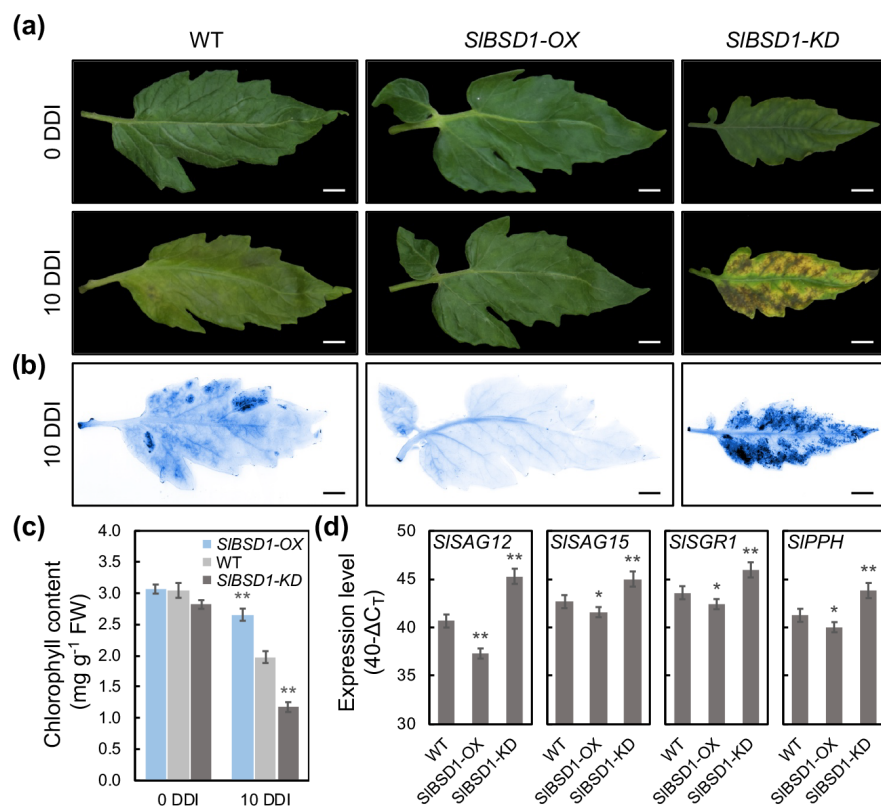 (a)
WT SlBSD1-OX SlBSD1-KD
0 DDI
10 DDI
(b)
10 DDI
(c)
Chlorophyll content
(mg g⁻¹ FW)
4.0
3.5
3.0
2.5
2.0
1.5
1.0
0.5
0.0
SlBSD1-OX
WT
SlBSD1-KD
**
**
0 DDI 10 DDI
(d)
Expression level
(40-ΔC_T)
50
45
40
35
30
SlSAG12
**
**
WT
SlBSD1-OX
SlBSD1-KD
SlSAG15
*
**
WT
SlBSD1-OX
SlBSD1-KD
SlSGR1
*
**
WT
SlBSD1-OX
SlBSD1-KD
SlPPH
*
**
WT
SlBSD1-OX
SlBSD1-KD